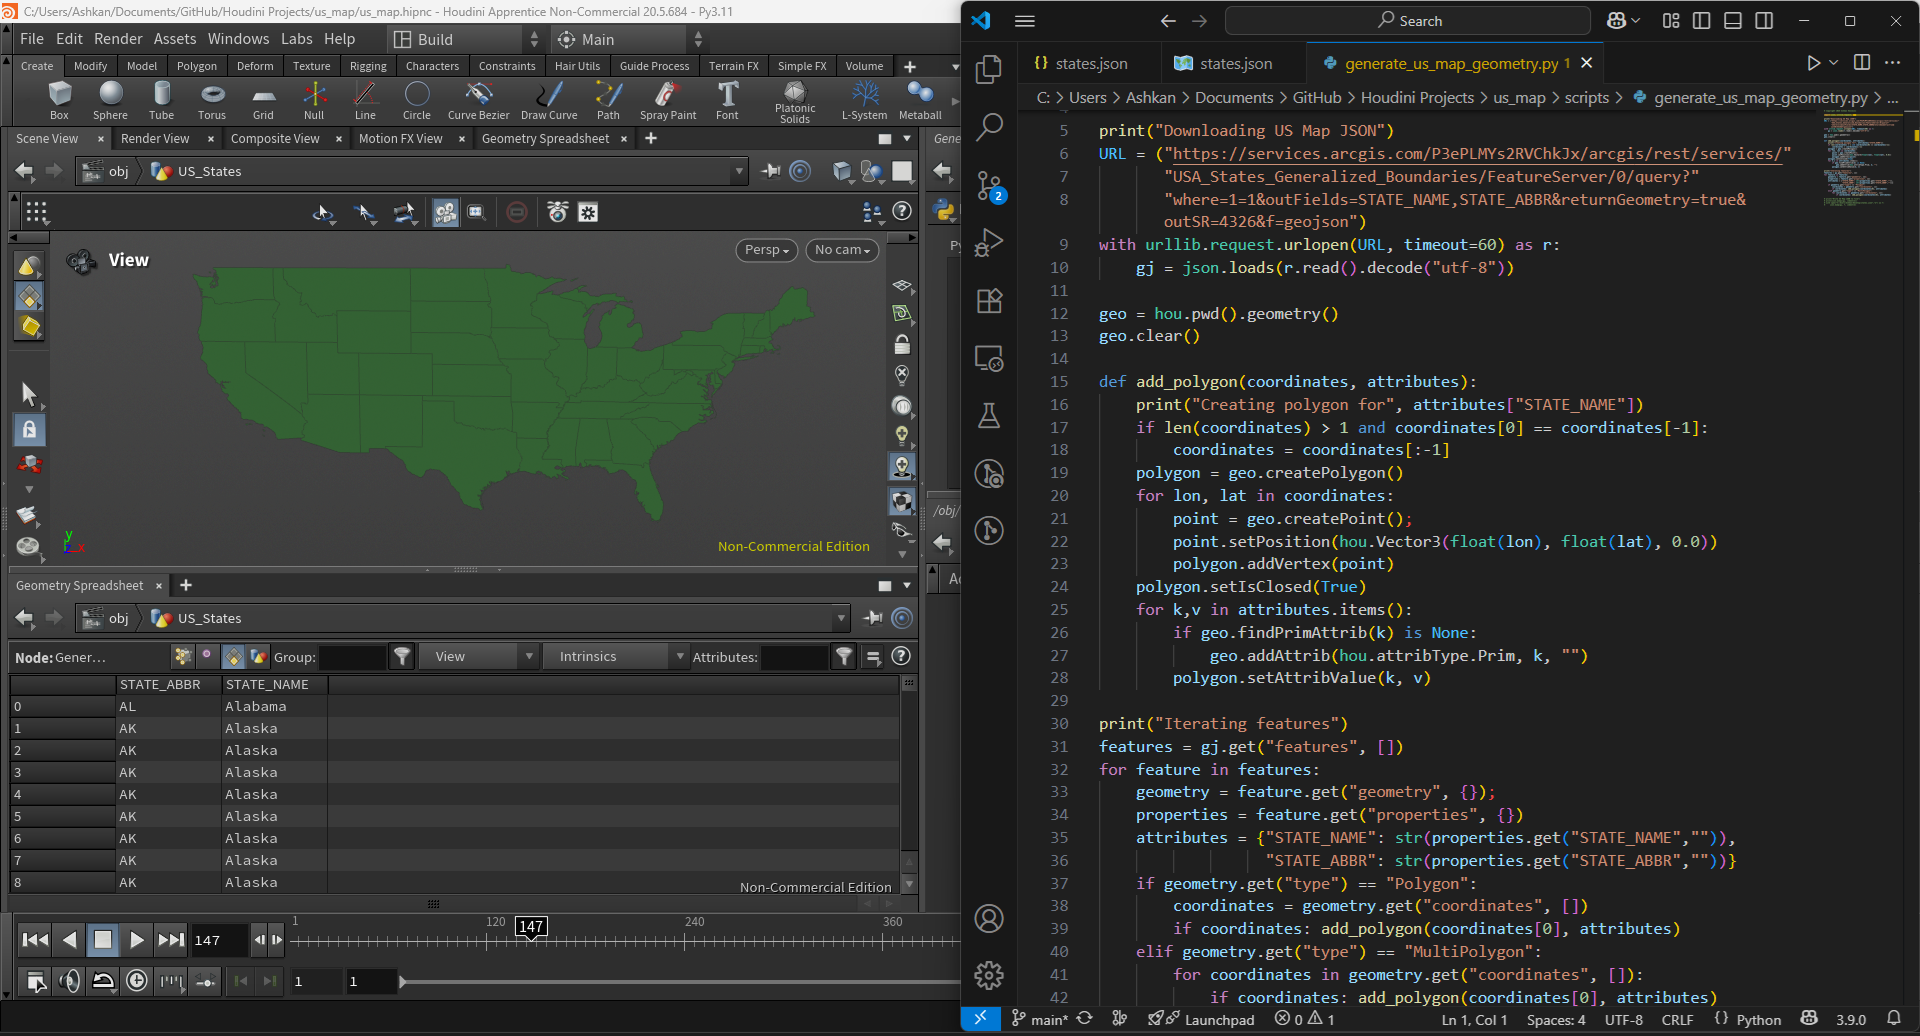 C:/Users/Ashkan/Documents/GitHub/Houdini Projects/us_map/us_map.hipnc - Houdini Apprentice Non-Commercial 20.5.684 - Py3.11
File Edit Render Assets Windows Labs Help Build Main
Create Modify Model Polygon Deform Texture Rigging Characters Constraints Hair Utils Guide Process Terrain FX Simple FX Volume
Box Sphere Tube Torus Grid Null Line Circle Curve Bezier Draw Curve Path Spray Paint Font Platonic Solids L-System Metaball
Scene View Render View Composite View Motion FX View Geometry Spreadsheet
obj US_States
View Persp No cam
y
x
Non-Commercial Edition
Geometry Spreadsheet
obj US_States
Node: Gener... Group: View Intrinsics Attributes:
STATE_ABBR STATE_NAME
0 AL Alabama
1 AK Alaska
2 AK Alaska
3 AK Alaska
4 AK Alaska
5 AK Alaska
6 AK Alaska
7 AK Alaska
8 AK Alaska
Non-Commercial Edition
147 1 120 147 240 360
1 1
Gene
Py
/obj/
Search
2
states.json states.json generate_us_map_geometry.py 1
C: > Users > Ashkan > Documents > GitHub > Houdini Projects > us_map > scripts > generate_us_map_geometry.py > ...
5 print("Downloading US Map JSON")
6 URL = ("https://services.arcgis.com/P3ePLMYs2RVChkJx/arcgis/rest/services/"
7 "USA_States_Generalized_Boundaries/FeatureServer/0/query?"
8 "where=1=1&outFields=STATE_NAME,STATE_ABBR&returnGeometry=true&
outSR=4326&f=geojson")
9 with urllib.request.urlopen(URL, timeout=60) as r:
10 gj = json.loads(r.read().decode("utf-8"))
11
12 geo = hou.pwd().geometry()
13 geo.clear()
14
15 def add_polygon(coordinates, attributes):
16 print("Creating polygon for", attributes["STATE_NAME"])
17 if len(coordinates) > 1 and coordinates[0] == coordinates[-1]:
18 coordinates = coordinates[:-1]
19 polygon = geo.createPolygon()
20 for lon, lat in coordinates:
21 point = geo.createPoint();
22 point.setPosition(hou.Vector3(float(lon), float(lat), 0.0))
23 polygon.addVertex(point)
24 polygon.setIsClosed(True)
25 for k,v in attributes.items():
26 if geo.findPrimAttrib(k) is None:
27 geo.addAttrib(hou.attribType.Prim, k, "")
28 polygon.setAttribValue(k, v)
29
30 print("Iterating features")
31 features = gj.get("features", [])
32 for feature in features:
33 geometry = feature.get("geometry", {});
34 properties = feature.get("properties", {})
35 attributes = {"STATE_NAME": str(properties.get("STATE_NAME","")),
36 "STATE_ABBR": str(properties.get("STATE_ABBR",""))}
37 if geometry.get("type") == "Polygon":
38 coordinates = geometry.get("coordinates", [])
39 if coordinates: add_polygon(coordinates[0], attributes)
40 elif geometry.get("type") == "MultiPolygon":
41 for coordinates in geometry.get("coordinates", []):
42 if coordinates: add_polygon(coordinates[0], attributes)
main* Launchpad 0 1 Ln 1, Col 1 Spaces: 4 UTF-8 CRLF Python 3.9.0